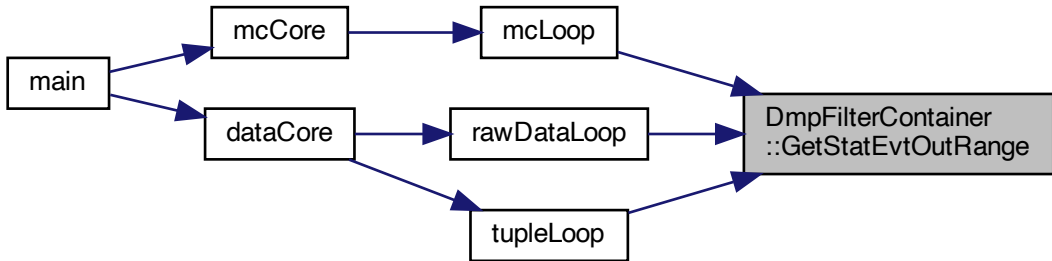 main
mcCore
mcLoop
dataCore
rawDataLoop
tupleLoop
DmpFilterContainer
::GetStatEvtOutRange